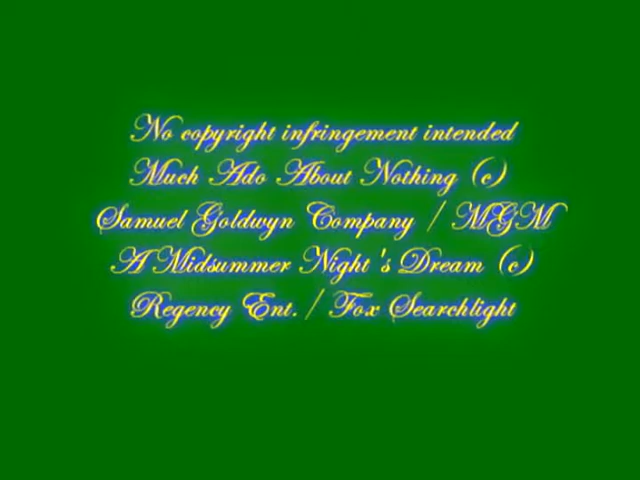 No copyright infringement intended
Much Ado About Nothing (c)
Samuel Goldwyn Company / MGM
A Midsummer Night 's Dream (c)
Regency Ent. / Fox Searchlight